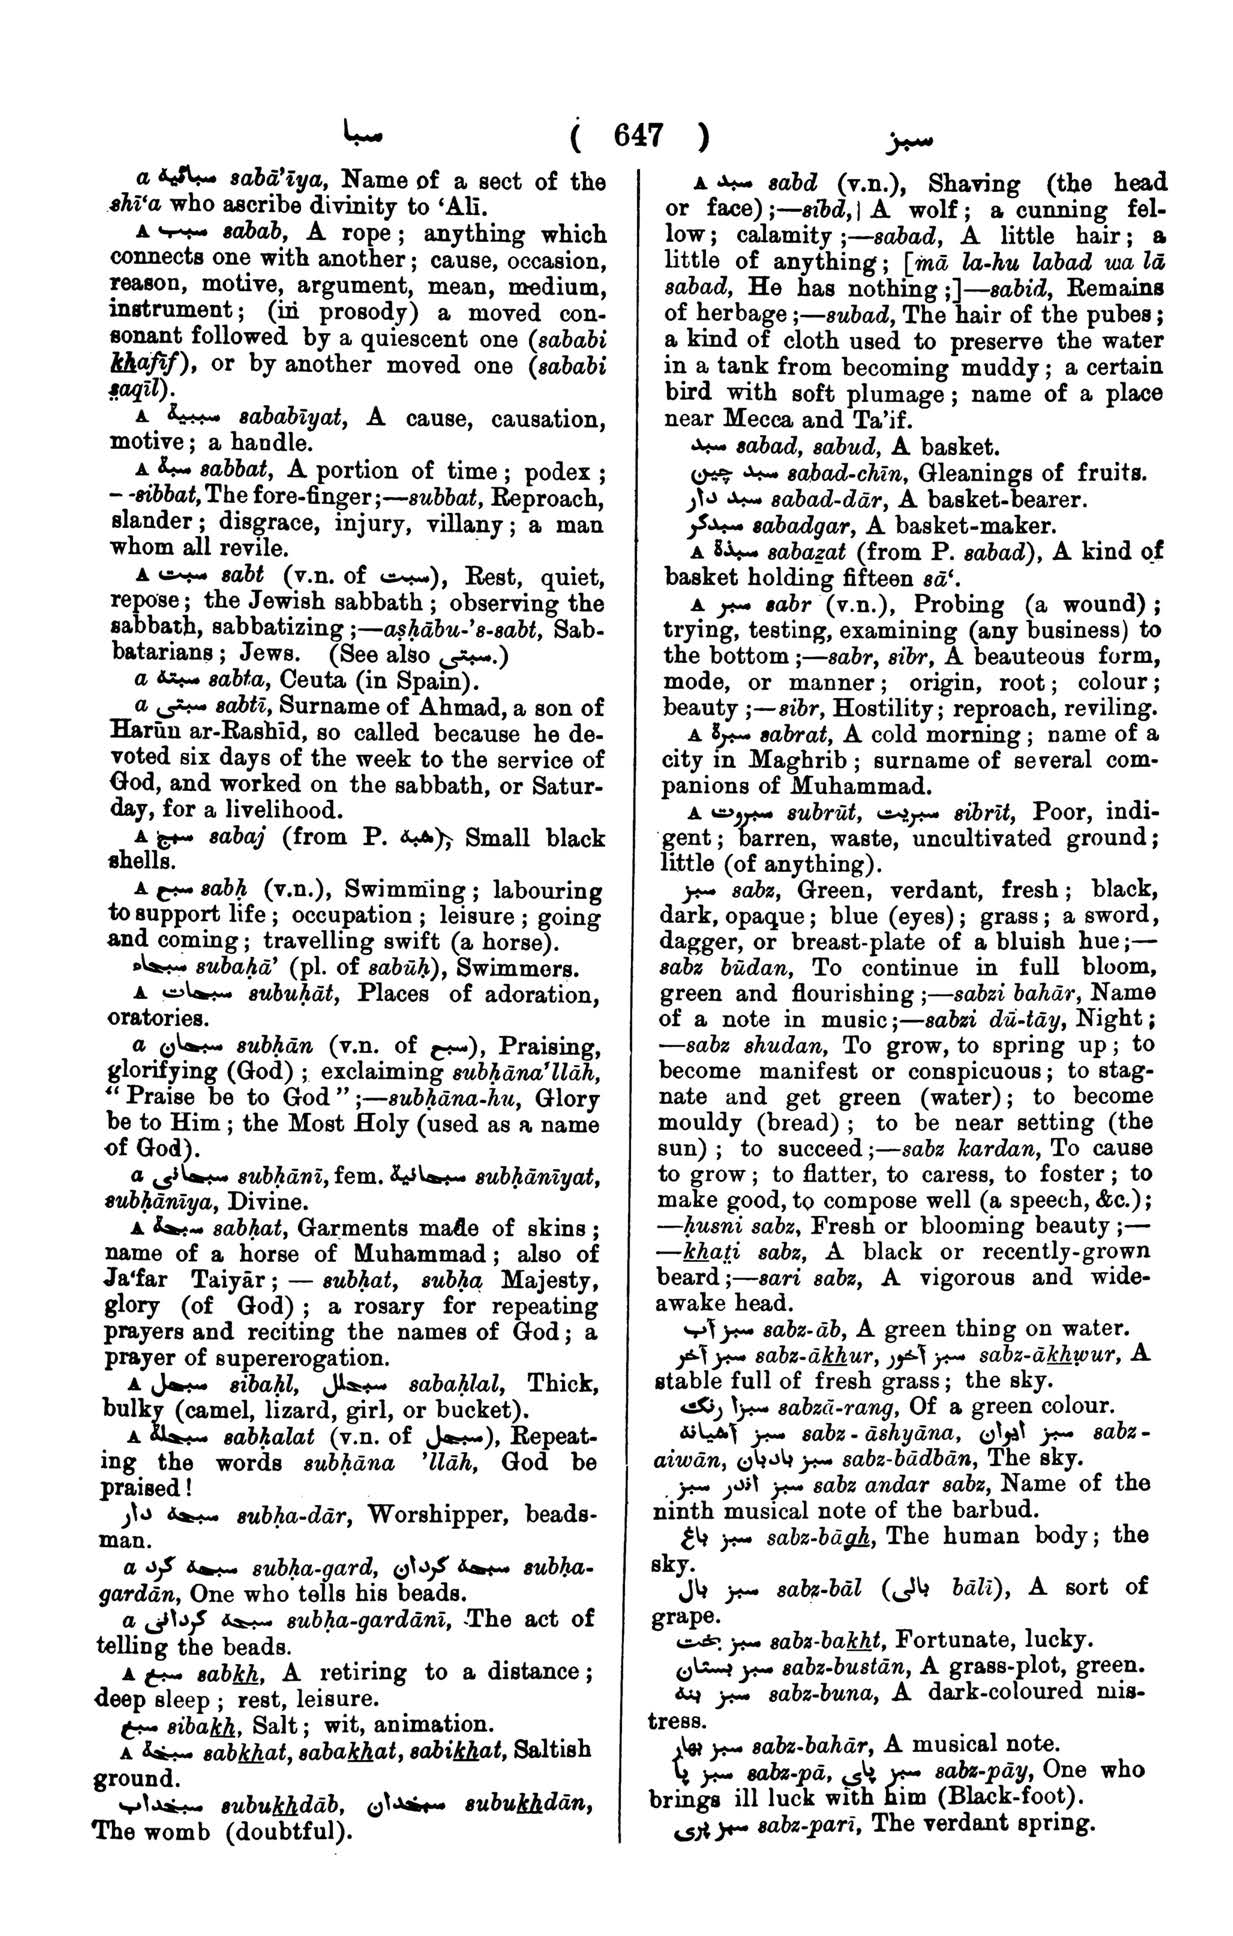 سبا ( 647 ) سبز
a سبائية sabā’īya, Name of a sect of the
shī‘a who ascribe divinity to ‘Alī.
A سبب sabab, A rope; anything which
connects one with another; cause, occasion,
reason, motive, argument, mean, medium,
instrument; (in prosody) a moved con-
sonant followed by a quiescent one (sababi
khafīf), or by another moved one (sababi
s̤aqīl).
A سببية sababīyat, A cause, causation,
motive; a handle.
A سبة sabbat, A portion of time; podex;
--sibbat, The fore-finger;—subbat, Reproach,
slander; disgrace, injury, villany; a man
whom all revile.
A سبت sabt (v.n. of سبت), Rest, quiet,
repose; the Jewish sabbath; observing the
sabbath, sabbatizing;—aṣḥābu-’s-sabt, Sab-
batarians; Jews. (See also سبتى.)
a سبتة sabta, Ceuta (in Spain).
a سبتى sabtī, Surname of Ahmad, a son of
Harūn ar-Rashīd, so called because he de-
voted six days of the week to the service of
God, and worked on the sabbath, or Satur-
day, for a livelihood.
A سبج sabaj (from P. شبه), Small black
shells.
A سبح sabḥ (v.n.), Swimming; labouring
to support life; occupation; leisure; going
and coming; travelling swift (a horse).
سبحاء subaḥā’ (pl. of sabūḥ), Swimmers.
A سبحات subuḥāt, Places of adoration,
oratories.
a سبحان subḥān (v.n. of سبح), Praising,
glorifying (God); exclaiming subḥāna’llāh,
“Praise be to God”;—subḥāna-hu, Glory
be to Him; the Most Holy (used as a name
of God).
a سبحانى subḥānī, fem. سبحانية subḥānīyat,
subḥānīya, Divine.
A سبحة sabḥat, Garments made of skins;
name of a horse of Muhammad; also of
Ja‘far Taiyār; — subḥat, subḥa Majesty,
glory (of God); a rosary for repeating
prayers and reciting the names of God; a
prayer of supererogation.
A سبحل sibaḥl, سبحلل sabaḥlal, Thick,
bulky (camel, lizard, girl, or bucket).
A سبحلة sabḥalat (v.n. of سبحل), Repeat-
ing the words subḥāna ’llāh, God be
praised!
سبحه دار subḥa-dār, Worshipper, beads-
man.
a سبحه گرد subḥa-gard, سبحه گردان subḥa-
gardān, One who tells his beads.
a سبحه گردانى subḥa-gardānī, The act of
telling the beads.
A سبخ sabkh, A retiring to a distance;
deep sleep; rest, leisure.
سبخ sibakh, Salt; wit, animation.
A سبخة sabkhat, sabakhat, sabikhat, Saltish
ground.
سبخداب subukhdāb, سبخدان subukhdān,
The womb (doubtful).
A سبد sabd (v.n.), Shaving (the head
or face);—sibd, A wolf; a cunning fel-
low; calamity;—sabad, A little hair; a
little of anything; [mā la-hu labad wa lā
sabad, He has nothing;]—sabid, Remains
of herbage;—subad, The hair of the pubes;
a kind of cloth used to preserve the water
in a tank from becoming muddy; a certain
bird with soft plumage; name of a place
near Mecca and Ta’if.
سبد sabad, sabud, A basket.
سبد چين sabad-chīn, Gleanings of fruits.
سبد دار sabad-dār, A basket-bearer.
سبدگر sabadgar, A basket-maker.
A سبذة sabaẕat (from P. sabad), A kind of
basket holding fifteen sā‘.
A سبر sabr (v.n.), Probing (a wound);
trying, testing, examining (any business) to
the bottom;—sabr, sibr, A beauteous form,
mode, or manner; origin, root; colour;
beauty;—sibr, Hostility; reproach, reviling.
A سبرة sabrat, A cold morning; name of a
city in Maghrib; surname of several com-
panions of Muhammad.
A سبروت subrūt, سبريت sibrīt, Poor, indi-
gent; barren, waste, uncultivated ground;
little (of anything).
سبز sabz, Green, verdant, fresh; black,
dark, opaque; blue (eyes); grass; a sword,
dagger, or breast-plate of a bluish hue;—
sabz būdan, To continue in full bloom,
green and flourishing;—sabzi bahār, Name
of a note in music;—sabzi dū-tāy, Night;
—sabz shudan, To grow, to spring up; to
become manifest or conspicuous; to stag-
nate and get green (water); to become
mouldy (bread); to be near setting (the
sun); to succeed;—sabz kardan, To cause
to grow; to flatter, to caress, to foster; to
make good, to compose well (a speech, &c.);
—ḥusni sabz, Fresh or blooming beauty;—
—khaṭi sabz, A black or recently-grown
beard;—sari sabz, A vigorous and wide-
awake head.
سبز آب sabz-āb, A green thing on water.
سبز آخر sabz-ākhur, سبز آخور sabz-ākhwur, A
stable full of fresh grass; the sky.
سبزا رنگ sabzā-rang, Of a green colour.
سبز آشيانه sabz-āshyāna, سبز ايوان sabz-
aiwān, سبز بادبان sabz-bādbān, The sky.
سبز اندر سبز sabz andar sabz, Name of the
ninth musical note of the barbud.
سبز باغ sabz-bāgh, The human body; the
sky.
سبز بال sabz-bāl (بالى bālī), A sort of
grape.
سبز بخت sabz-bakht, Fortunate, lucky.
سبز بستان sabz-bustān, A grass-plot, green.
سبز بنه sabz-buna, A dark-coloured mis-
tress.
سبز بهار sabz-bahār, A musical note.
سبز پا sabz-pā, سبز پاى sabz-pāy, One who
brings ill luck with him (Black-foot).
سبز پرى sabz-parī, The verdant spring.